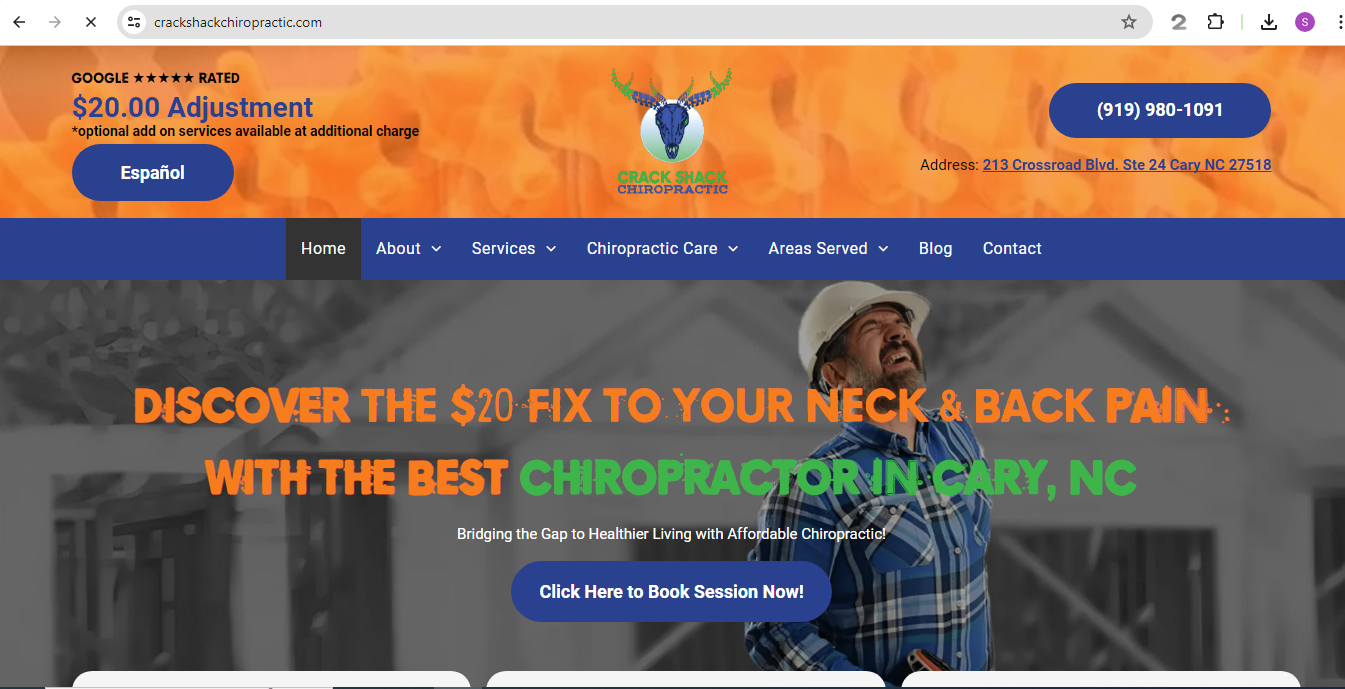 crackshackchiropractic.com
S
GOOGLE ★★★★★ RATED
$20.00 Adjustment
*optional add on services available at additional charge
Español
CRACK SHACK
CHIROPRACTIC
(919) 980-1091
Address: 213 Crossroad Blvd. Ste 24 Cary NC 27518
Home About Services Chiropractic Care Areas Served Blog Contact
DISCOVER THE $20 FIX TO YOUR NECK & BACK PAIN
WITH THE BEST CHIROPRACTOR IN CARY, NC
Bridging the Gap to Healthier Living with Affordable Chiropractic!
Click Here to Book Session Now!